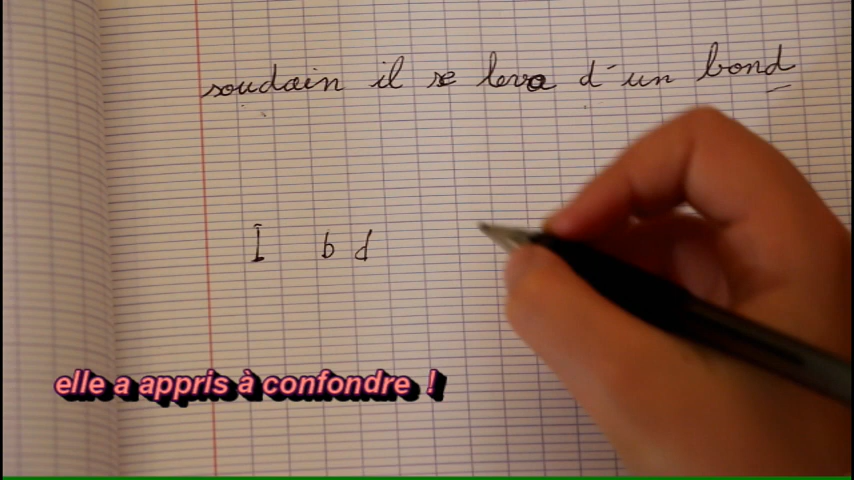 soudain il se leva d'un bond
I b d
elle a appris à confondre !